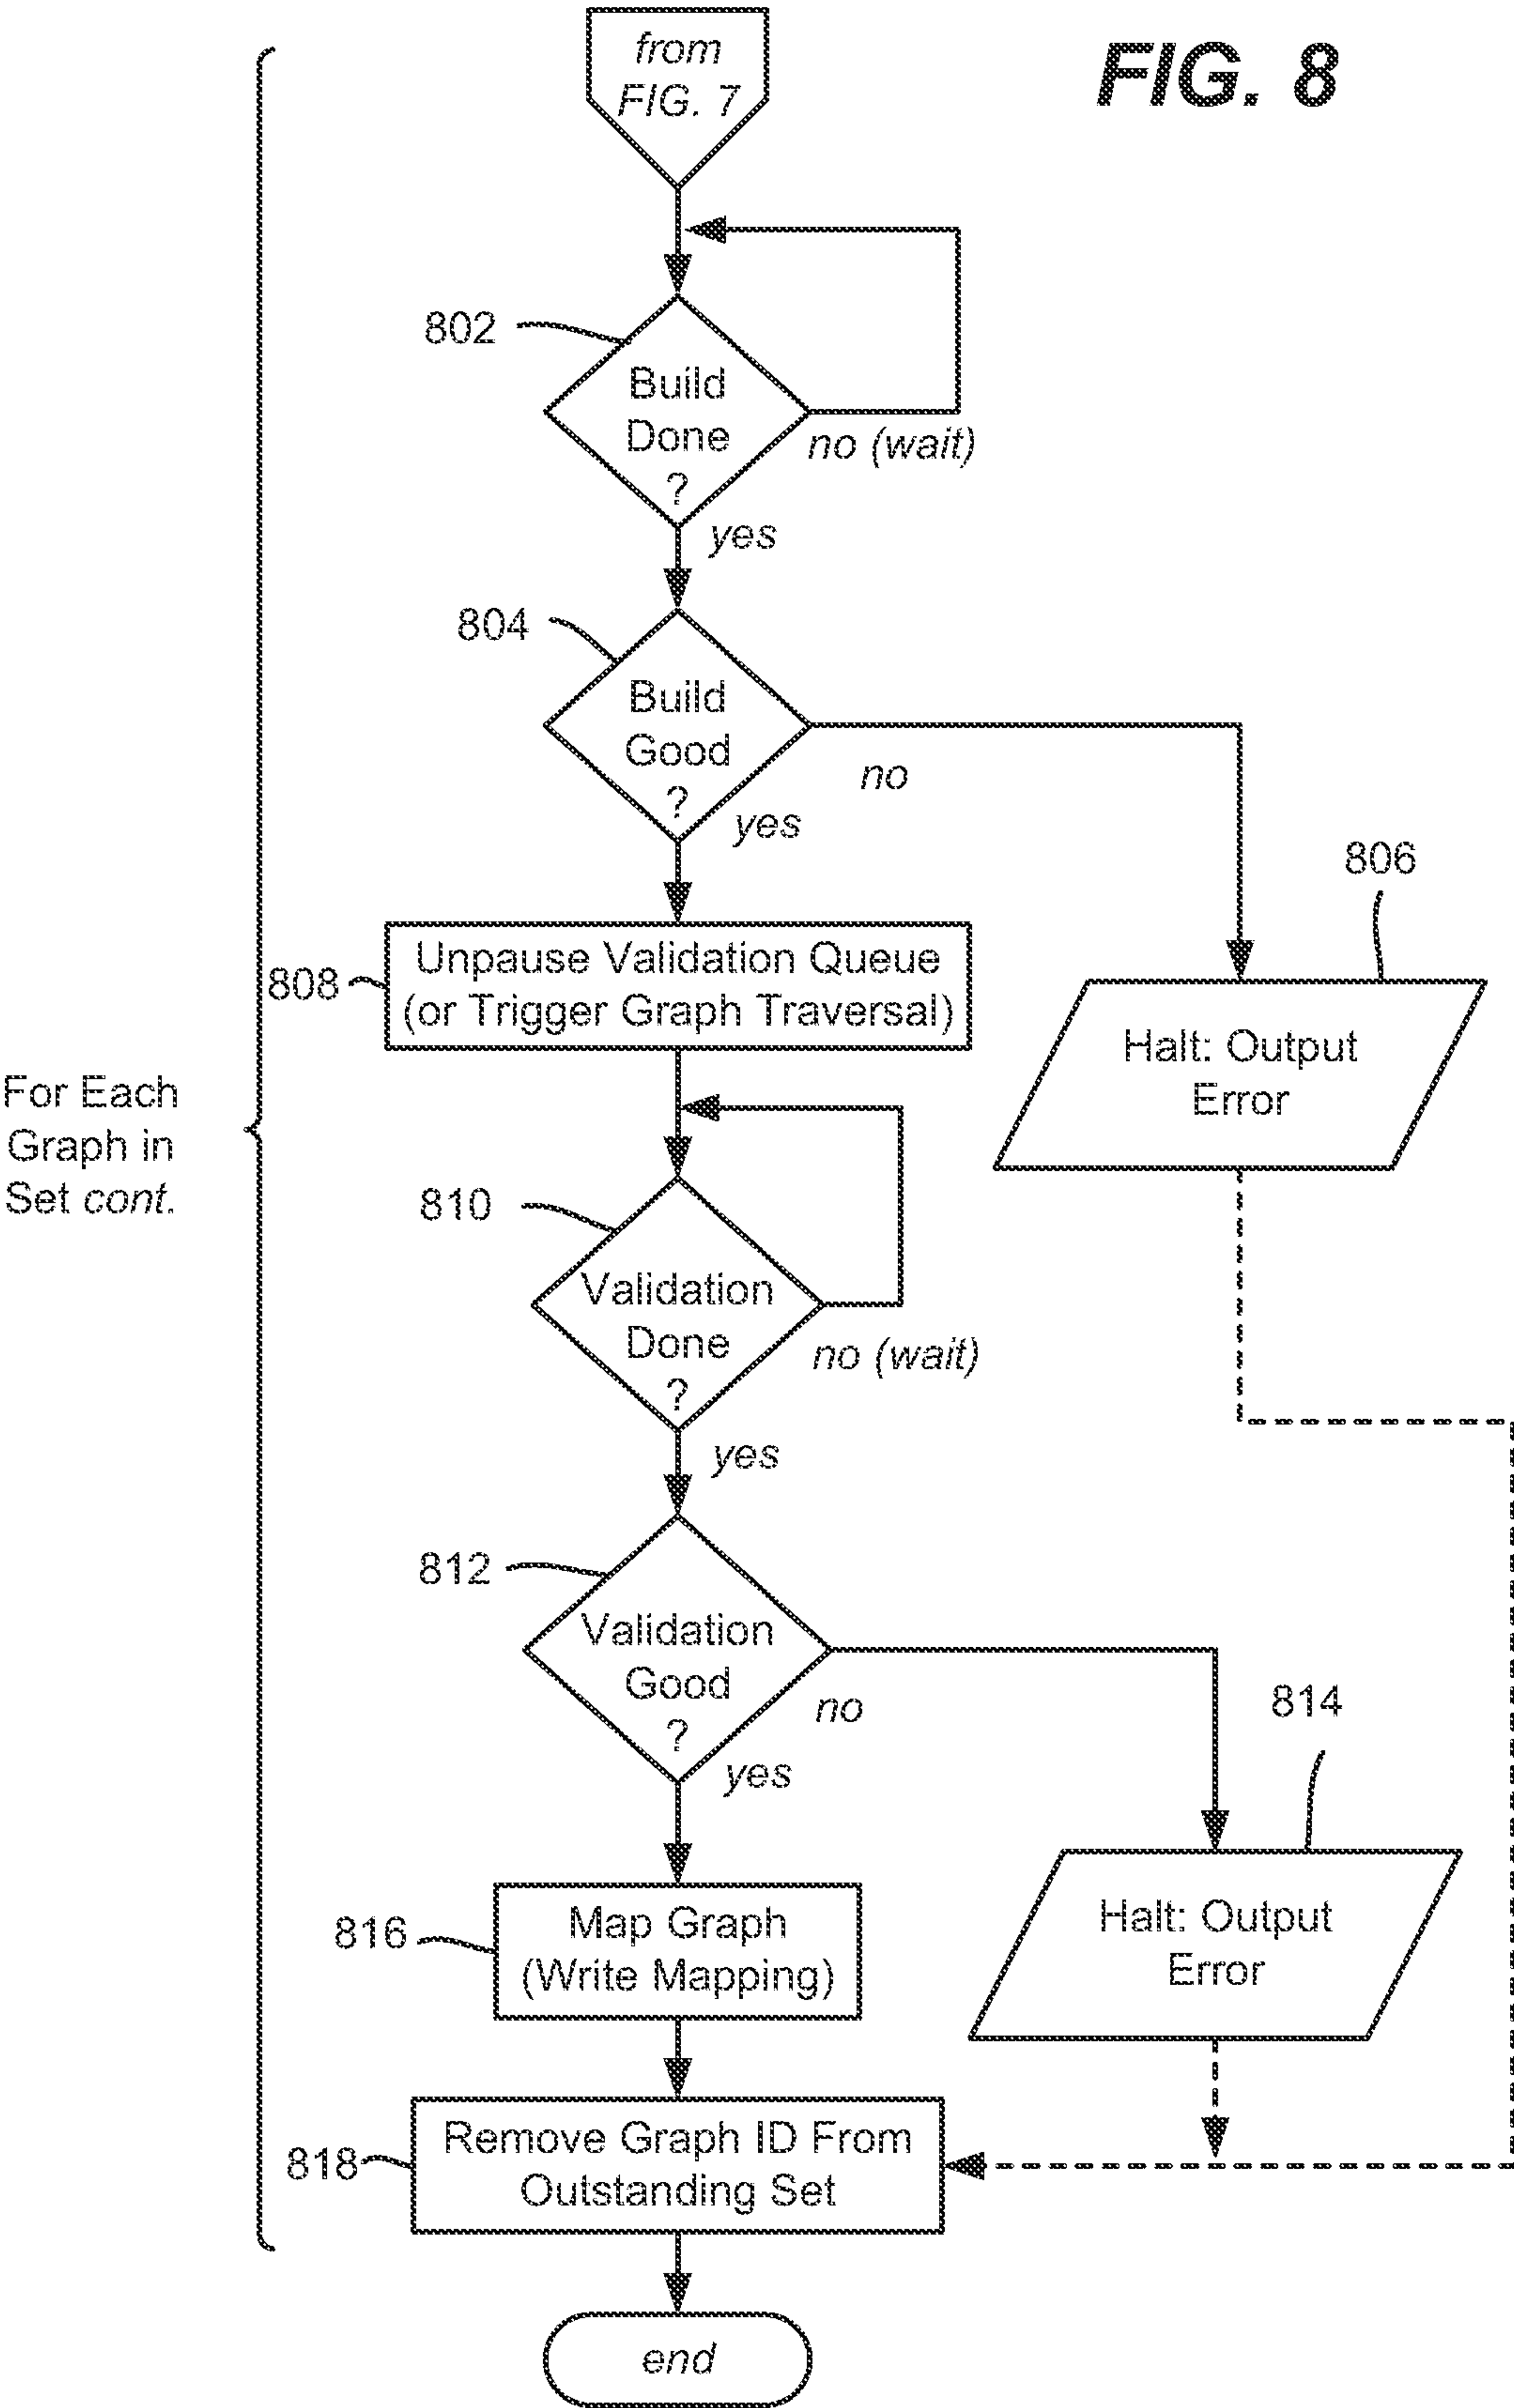 from
FIG. 7
FIG. 8
802
Build
Done
?
no (wait)
yes
804
Build
Good
?
no
yes
806
Halt: Output
Error
808
Unpause Validation Queue
(or Trigger Graph Traversal)
For Each
Graph in
Set cont.
810
Validation
Done
?
no (wait)
yes
812
Validation
Good
?
no
yes
814
Halt: Output
Error
816
Map Graph
(Write Mapping)
818
Remove Graph ID From
Outstanding Set
end